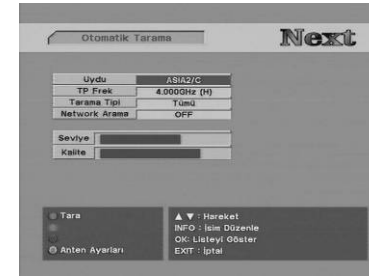 Otomatik Tarama
Next
Uydu ASIA2/C
TP Frek 4.000GHz (H)
Tarama Tipi Tümü
Network Arama OFF
Seviye
Kalite
Tara
Anten Ayarları
▲ ▼ : Hareket
INFO : İsim Düzenle
OK: Listeyi Göster
EXIT : İptal